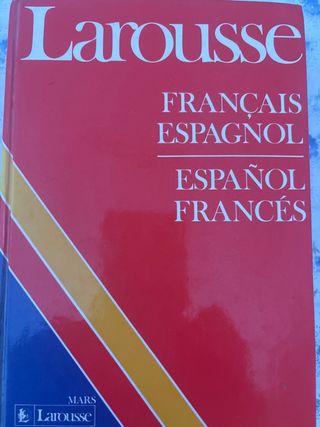 Larousse
FRANÇAIS
ESPAGNOL
ESPAÑOL
FRANCÉS
MARS
Larousse